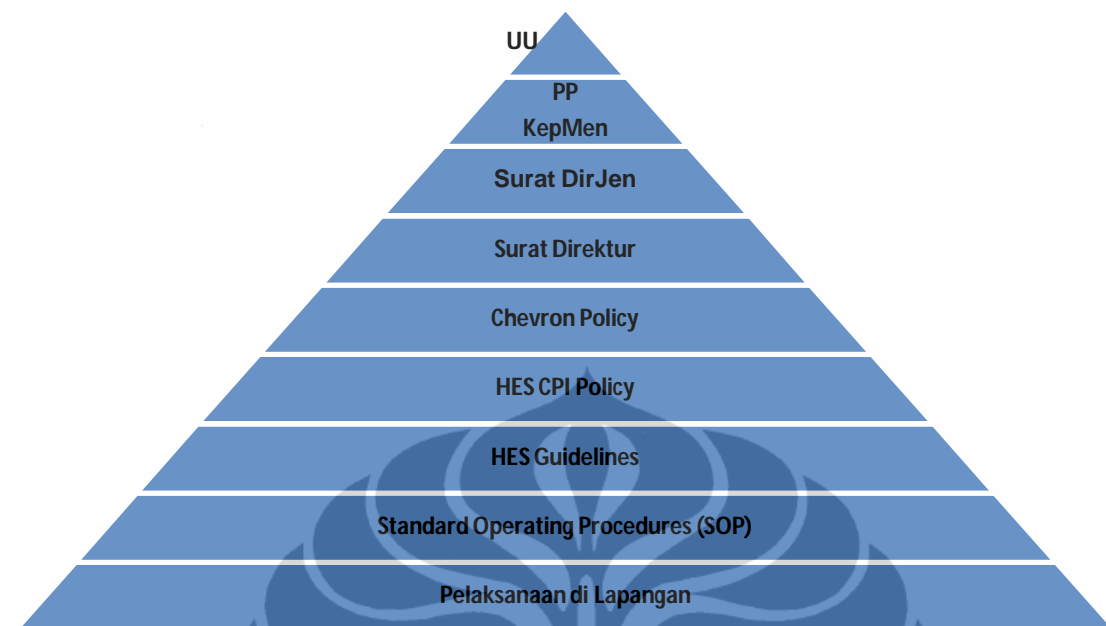 UU
PP
KepMen
Surat DirJen
Surat Direktur
Chevron Policy
HES CPI Policy
HES Guidelines
Standard Operating Procedures (SOP)
Pelaksanaan di Lapangan